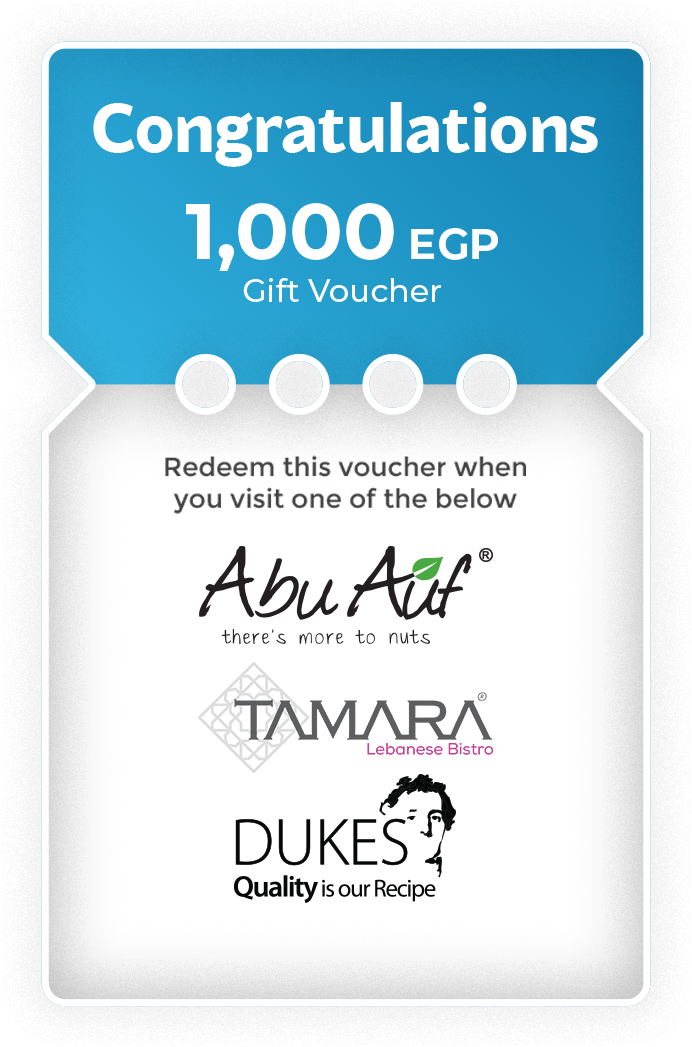 Congratulations
1,000 EGP
Gift Voucher
Redeem this voucher when
you visit one of the below
Abu Auf ®
there's more to nuts
TAMARA ®
Lebanese Bistro
DUKES
Quality is our Recipe